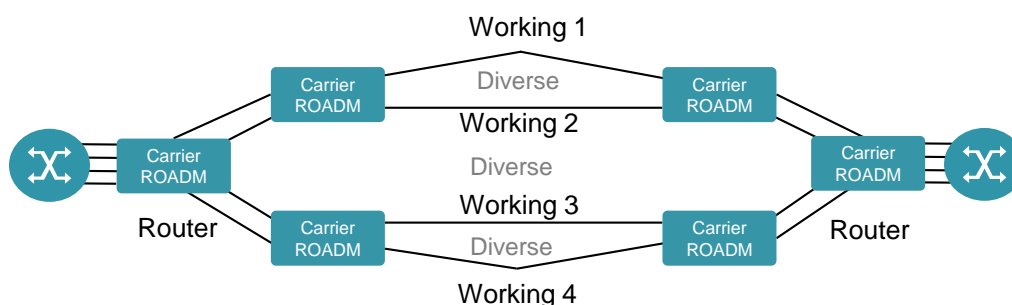 Working 1
Carrier
ROADM
Diverse
Carrier
ROADM
Working 2
Carrier
ROADM
Diverse
Carrier
ROADM
Working 3
Router
Carrier
ROADM
Diverse
Carrier
ROADM
Router
Working 4